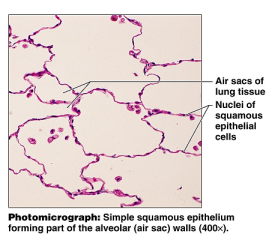 Air sacs of
lung tissue
Nuclei of
squamous
epithelial
cells
Photomicrograph: Simple squamous epithelium
forming part of the alveolar (air sac) walls (400×).